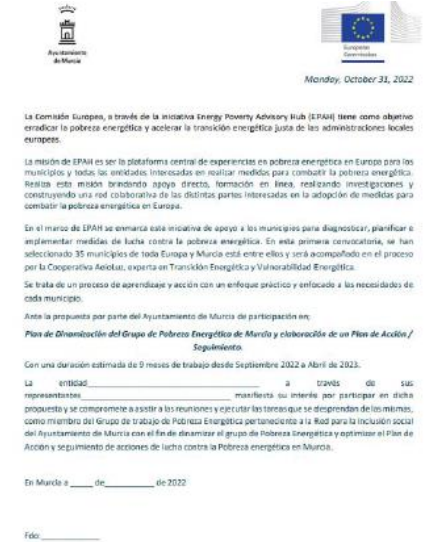 Ayuntamiento
de Murcia
European
Commission
Monday, October 31, 2022
La Comisión Europea, a través de la iniciativa Energy Poverty Advisory Hub (EPAH) tiene como objetivo
erradicar la pobreza energética y acelerar la transición energética justa de las administraciones locales
europeas.
La misión de EPAH es ser la plataforma central de experiencias en pobreza energética en Europa para los
municipios y todas las entidades interesadas en realizar medidas para combatir la pobreza energética.
Realiza esta misión brindando apoyo directo, formación en línea, realizando investigaciones y
construyendo una red colaborativa de las distintas partes interesadas en la adopción de medidas para
combatir la pobreza energética en Europa.
En el marco de EPAH se enmarca esta iniciativa de apoyo a los municipios para diagnosticar, planificar e
implementar medidas de lucha contra la pobreza energética. En esta primera convocatoria, se han
seleccionado 35 municipios de toda Europa y Murcia está entre ellos y será acompañado en el proceso
por la Cooperativa AeioLuz, experta en Transición Energética y Vulnerabilidad Energética.
Se trata de un proceso de aprendizaje y acción con un enfoque práctico y enfocado a las necesidades de
cada municipio.
Ante la propuesta por parte del Ayuntamiento de Murcia de participación en;
Plan de Dinamización del Grupo de Pobreza Energética de Murcia y elaboración de un Plan de Acción /
Seguimiento.
Con una duración estimada de 9 meses de trabajo desde Septiembre 2022 a Abril de 2023.
La entidad____________________ a través de sus
representantes____________________ manifiesta su interés por participar en dicha
propuesta y se compromete a asistir a las reuniones y ejecutar las tareas que se desprendan de las mismas,
como miembro del Grupo de trabajo de Pobreza Energética perteneciente a la Red para la inclusión social
del Ayuntamiento de Murcia con el fin de dinamizar el grupo de Pobreza Energética y optimizar el Plan de
Acción y seguimiento de acciones de lucha contra la Pobreza energética en Murcia.
En Murcia a _____ de___________ de 2022
Fdo:_____________